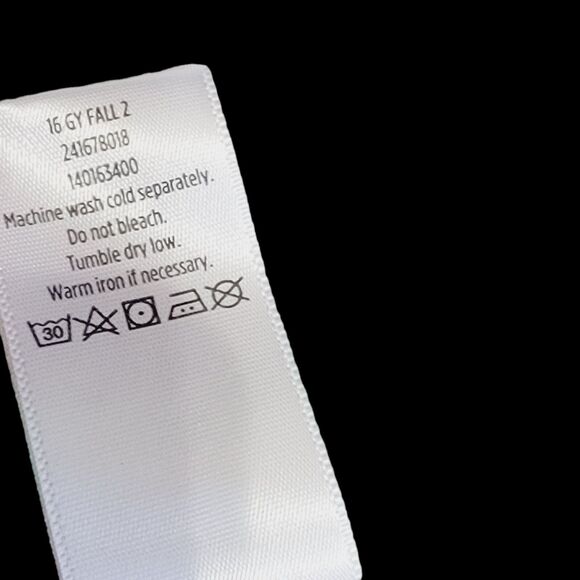 16 GY FALL 2
241678018
140163400
Machine wash cold separately.
Do not bleach.
Tumble dry low.
Warm iron if necessary.
30